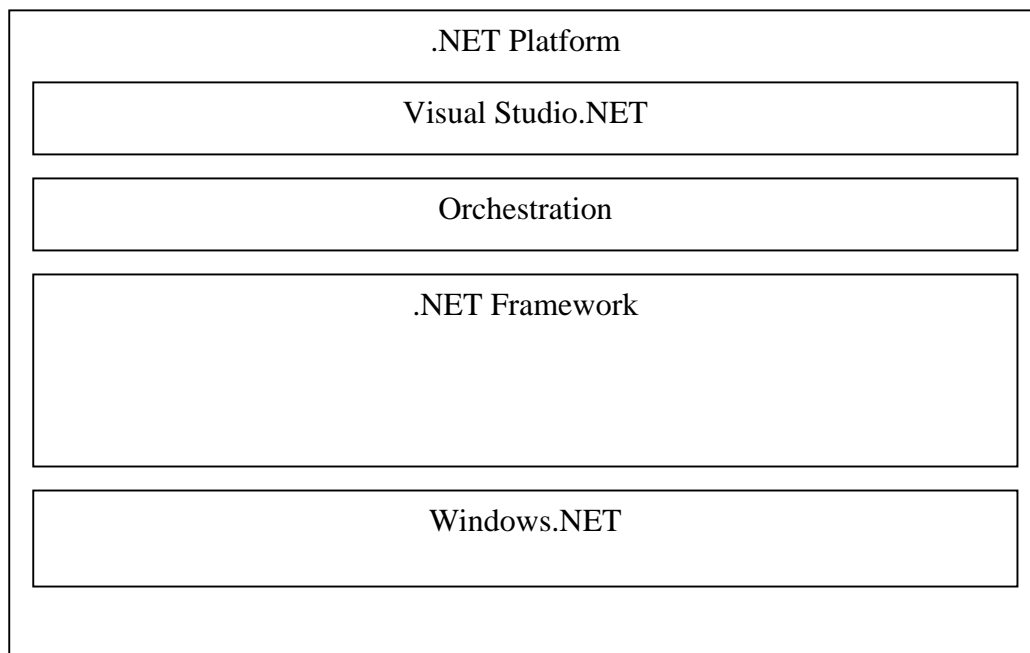 .NET Platform
Visual Studio.NET
Orchestration
.NET Framework
Windows.NET